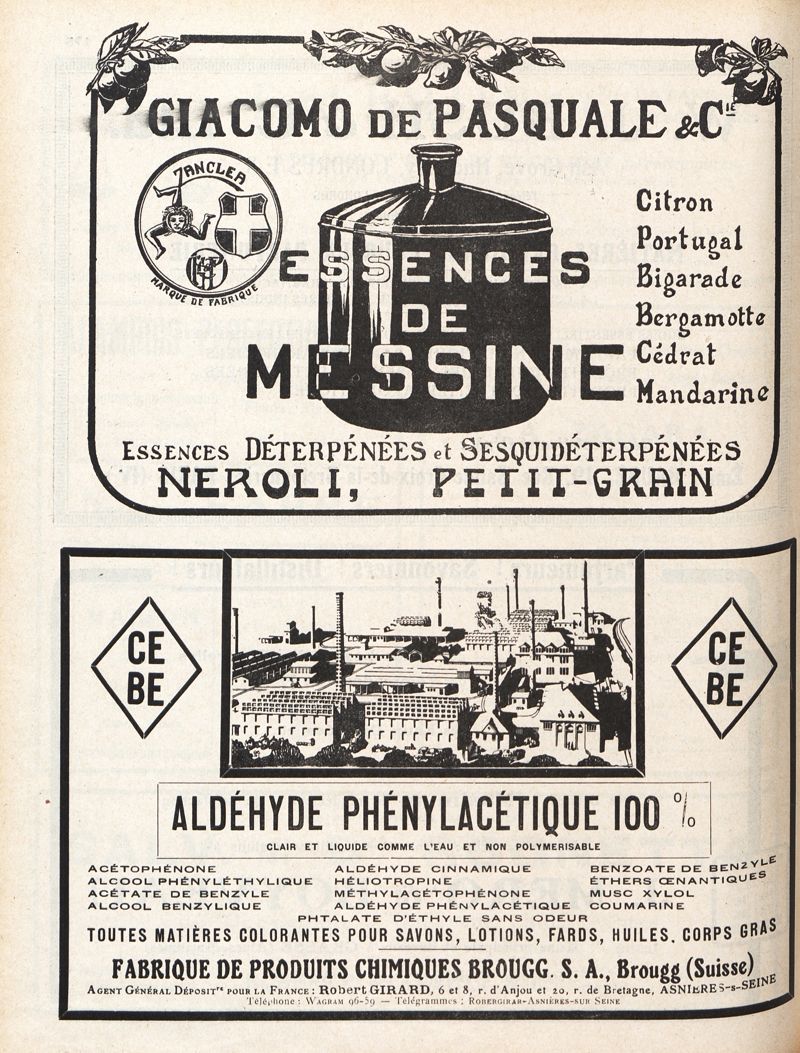 GIACOMO DE PASQUALE & Cⁱᵉ
ZANCLEA
MARQUE DE FABRIQUE
ESSENCES
DE
MESSINE
Citron
Portugal
Bigarade
Bergamotte
Cédrat
Mandarine
ESSENCES DÉTERPÉNÉES et SESQUIDÉTERPÉNÉES
NEROLI, PETIT-GRAIN
CE
BE
CE
BE
ALDÉHYDE PHÉNYLACÉTIQUE 100 %
CLAIR ET LIQUIDE COMME L'EAU ET NON POLYMERISABLE
ACÉTOPHÉNONE ALDÉHYDE CINNAMIQUE BENZOATE DE BENZYLE
ALCOOL PHÉNYLÉTHYLIQUE HÉLIOTROPINE ÉTHERS ŒNANTIQUES
ACÉTATE DE BENZYLE MÉTHYLACÉTOPHÉNONE MUSC XYLOL
ALCOOL BENZYLIQUE ALDÉHYDE PHÉNYLACÉTIQUE COUMARINE
PHTALATE D'ÉTHYLE SANS ODEUR
TOUTES MATIÈRES COLORANTES POUR SAVONS, LOTIONS, FARDS, HUILES. CORPS GRAS
FABRIQUE DE PRODUITS CHIMIQUES BROUGG. S. A., Brougg (Suisse)
AGENT GÉNÉRAL DÉPOSITʳᵉ POUR LA FRANCE : Robert GIRARD, 6 et 8, r. d'Anjou et 20, r. de Bretagne, ASNIÈRES-s-SEINE
Téléphone : WAGRAM 96-59 — Télégrammes : ROBERGIRAR-ASNIÈRES-SUR SEINE